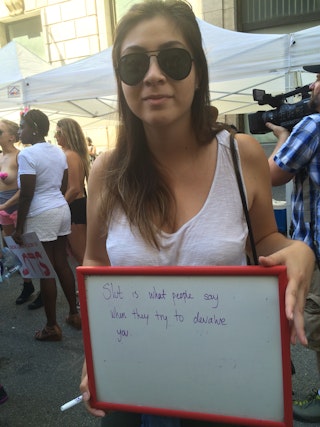 Slut is what people say
when they try to devalue
you.